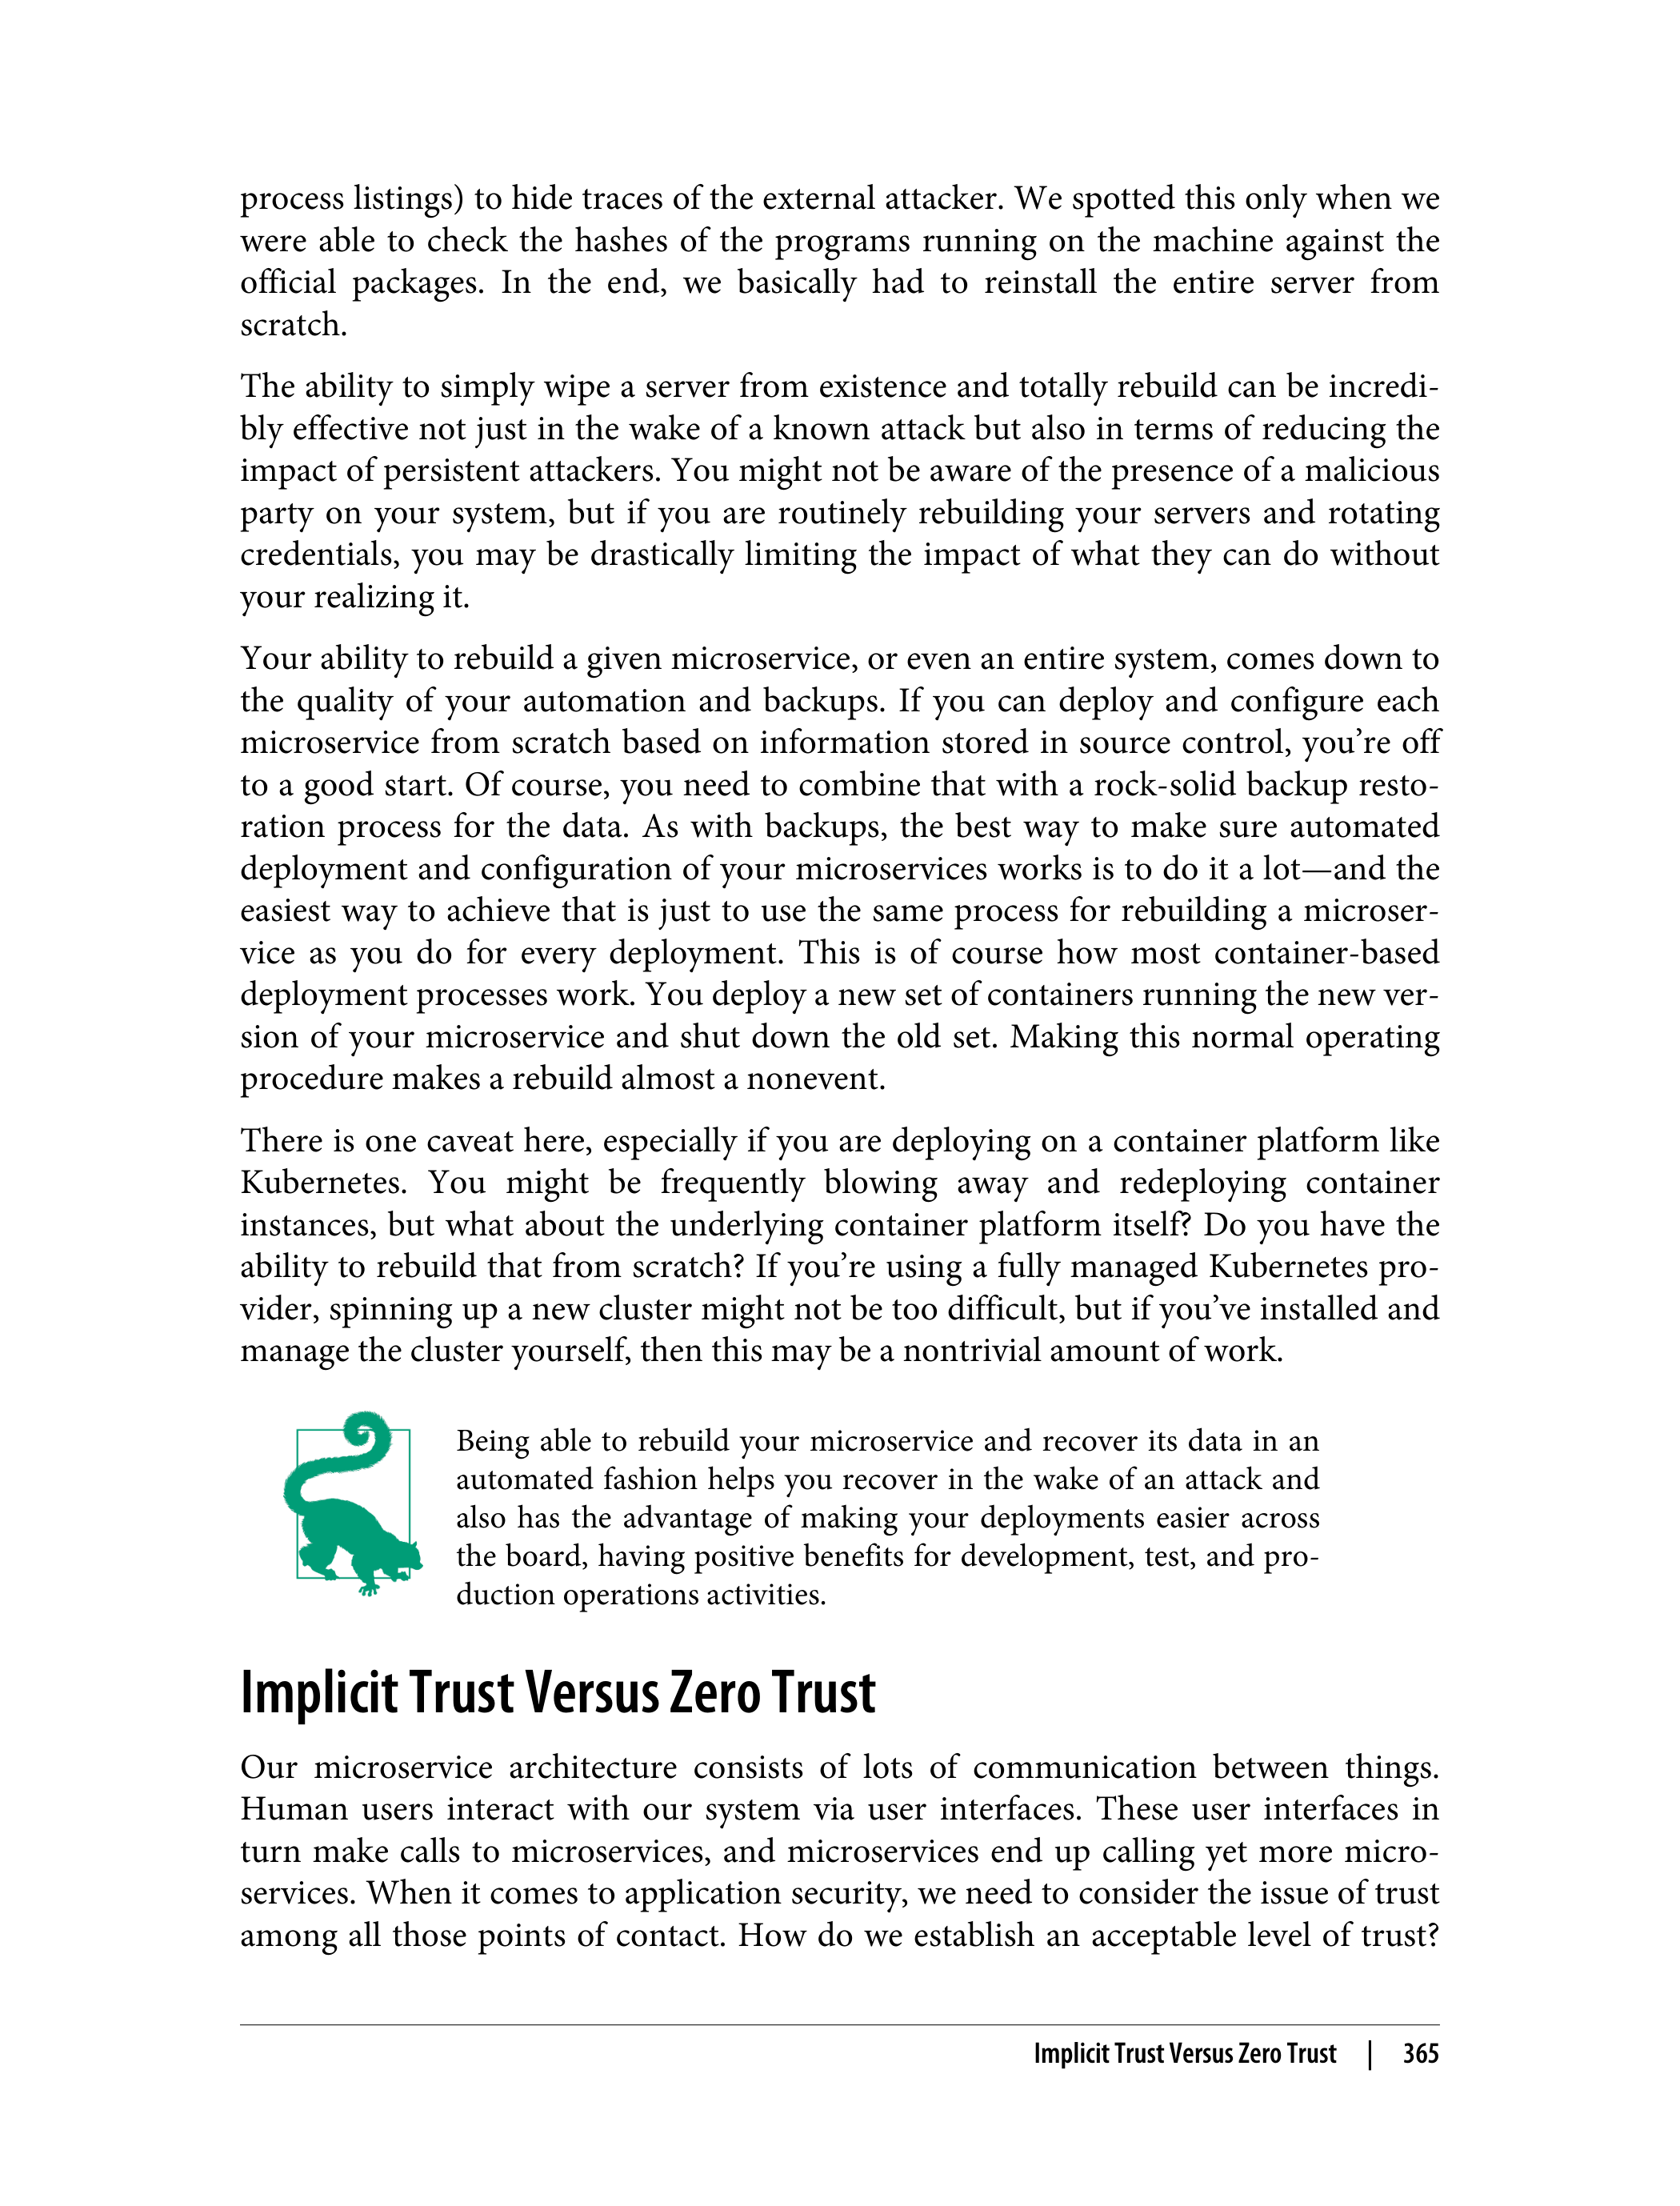 process listings) to hide traces of the external attacker. We spotted this only when we
were able to check the hashes of the programs running on the machine against the
official packages. In the end, we basically had to reinstall the entire server from
scratch.
The ability to simply wipe a server from existence and totally rebuild can be incredi-
bly effective not just in the wake of a known attack but also in terms of reducing the
impact of persistent attackers. You might not be aware of the presence of a malicious
party on your system, but if you are routinely rebuilding your servers and rotating
credentials, you may be drastically limiting the impact of what they can do without
your realizing it.
Your ability to rebuild a given microservice, or even an entire system, comes down to
the quality of your automation and backups. If you can deploy and configure each
microservice from scratch based on information stored in source control, you’re off
to a good start. Of course, you need to combine that with a rock-solid backup resto-
ration process for the data. As with backups, the best way to make sure automated
deployment and configuration of your microservices works is to do it a lot—and the
easiest way to achieve that is just to use the same process for rebuilding a microser-
vice as you do for every deployment. This is of course how most container-based
deployment processes work. You deploy a new set of containers running the new ver-
sion of your microservice and shut down the old set. Making this normal operating
procedure makes a rebuild almost a nonevent.
There is one caveat here, especially if you are deploying on a container platform like
Kubernetes. You might be frequently blowing away and redeploying container
instances, but what about the underlying container platform itself? Do you have the
ability to rebuild that from scratch? If you’re using a fully managed Kubernetes pro-
vider, spinning up a new cluster might not be too difficult, but if you’ve installed and
manage the cluster yourself, then this may be a nontrivial amount of work.
Being able to rebuild your microservice and recover its data in an
automated fashion helps you recover in the wake of an attack and
also has the advantage of making your deployments easier across
the board, having positive benefits for development, test, and pro-
duction operations activities.
Implicit Trust Versus Zero Trust
Our microservice architecture consists of lots of communication between things.
Human users interact with our system via user interfaces. These user interfaces in
turn make calls to microservices, and microservices end up calling yet more micro-
services. When it comes to application security, we need to consider the issue of trust
among all those points of contact. How do we establish an acceptable level of trust?
Implicit Trust Versus Zero Trust | 365